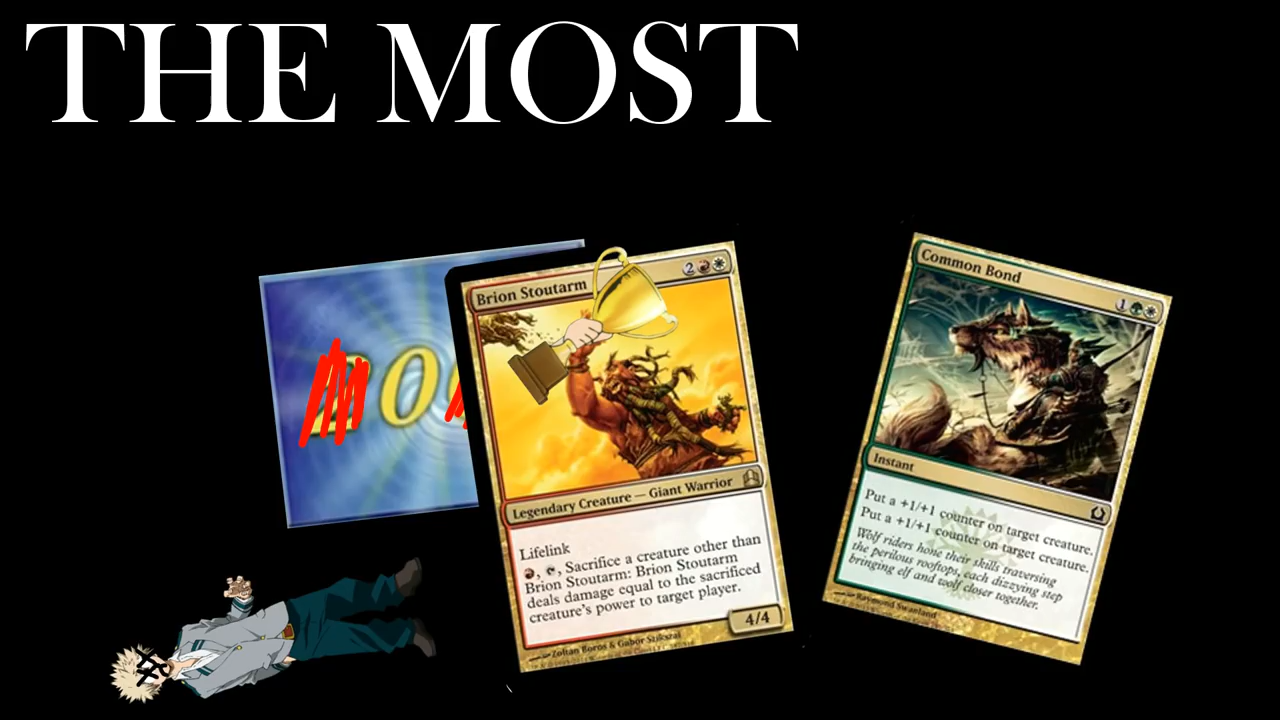 THE MOST
0
Brion Stoutarm
2
Legendary Creature — Giant Warrior
Lifelink
, , Sacrifice a creature other than
Brion Stoutarm: Brion Stoutarm
deals damage equal to the sacrificed
creature's power to target player.
4/4
Zoltan Boros & Gabor Szikszai
Common Bond
1
Instant
Put a +1/+1 counter on target creature.
Put a +1/+1 counter on target creature.
Wolf riders hone their skills traversing
the perilous rooftops, each dizzying step
bringing elf and wolf closer together.
Raymond Swanland